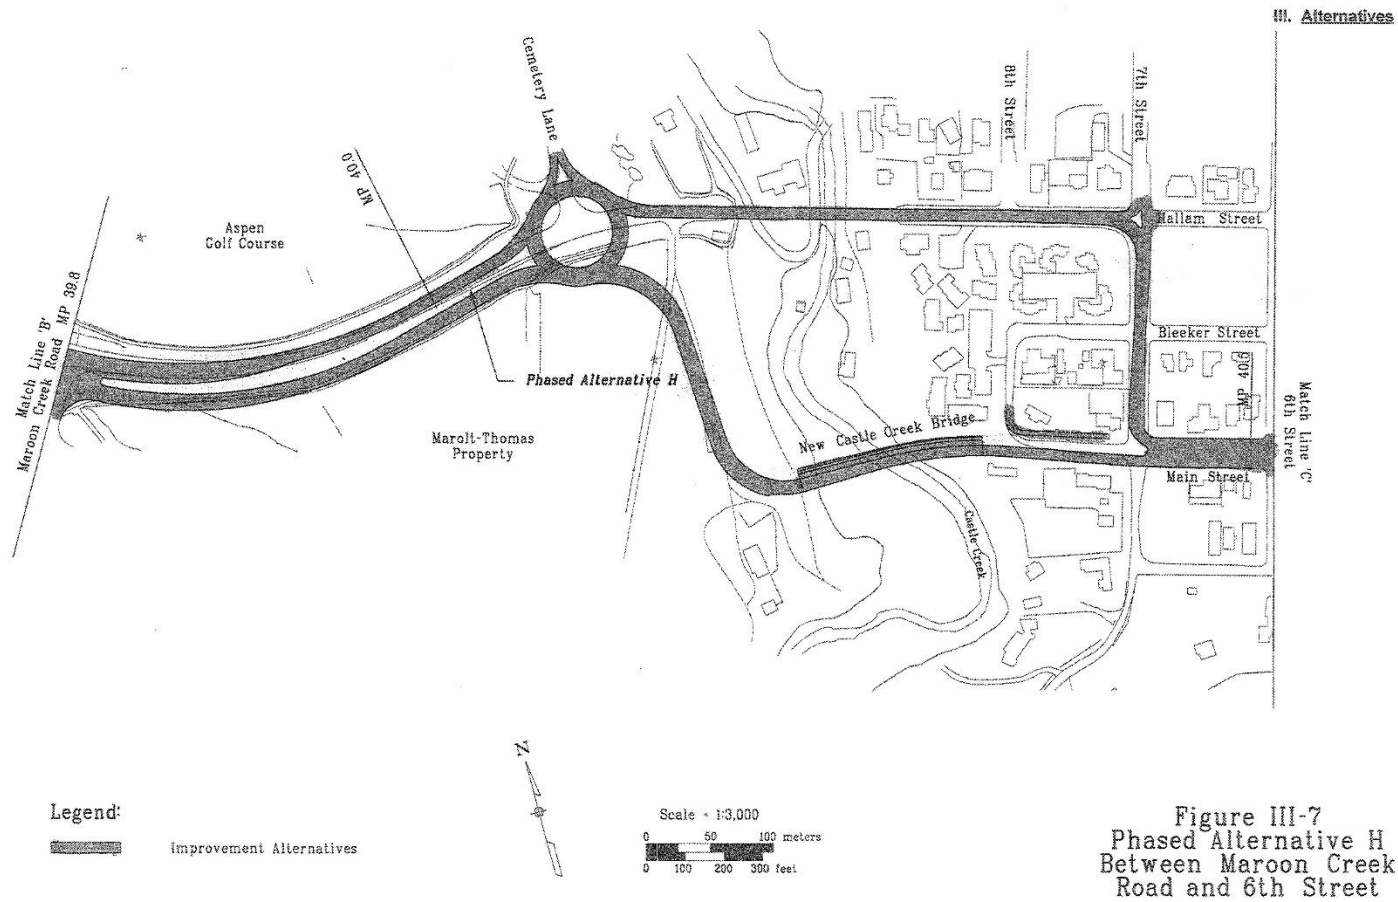 III. Alternatives
Cemetery Lane
8th Street
7th Street
MP 40.0
Aspen
Golf Course
Hallam Street
Match Line 'B'
Maroon Creek Road MP 39.8
Bleeker Street
Phased Alternative H
MP 40.6
Match Line 'C'
6th Street
New Castle Creek Bridge
Marolt-Thomas
Property
Main Street
Castle Creek
N
Legend:
Improvement Alternatives
Scale = 1:3,000
0 50 100 meters
0 100 200 300 feet
Figure III-7
Phased Alternative H
Between Maroon Creek
Road and 6th Street